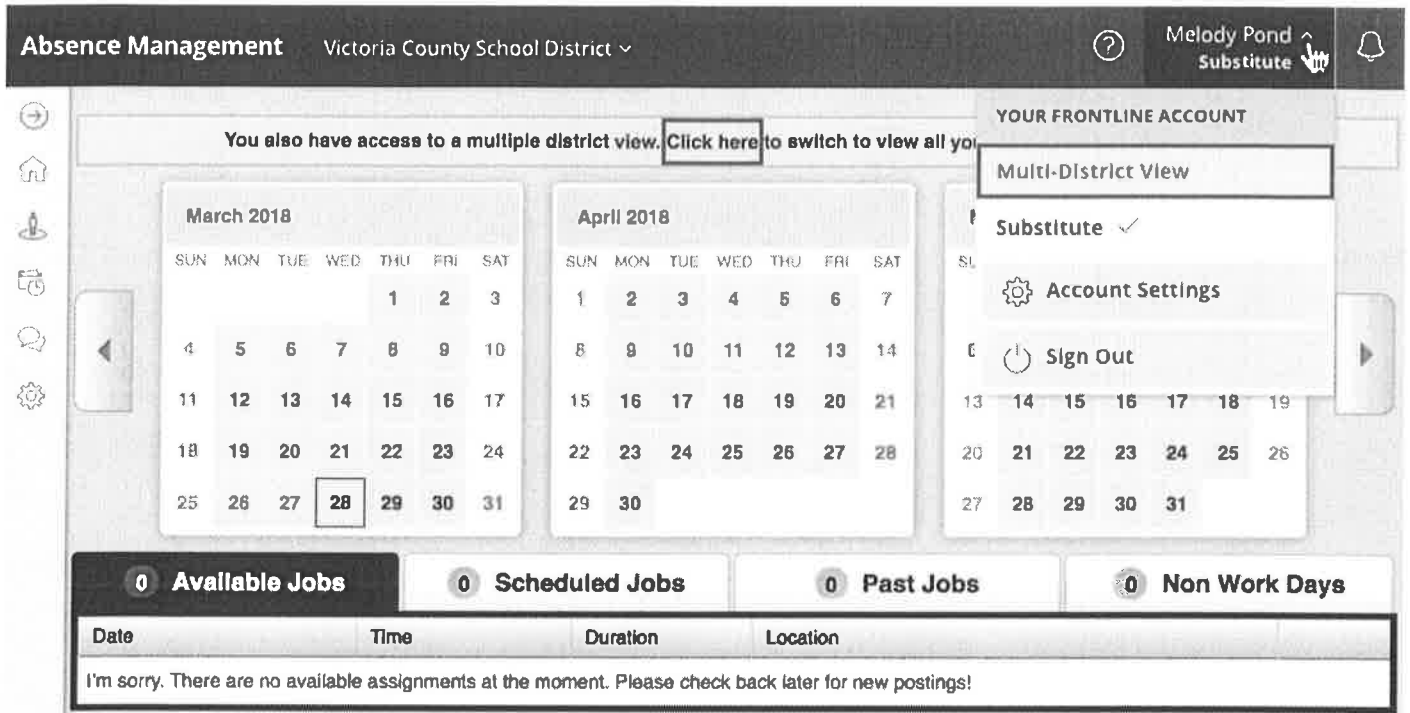 Absence Management Victoria County School District
Melody Pond
Substitute
YOUR FRONTLINE ACCOUNT
You also have access to a multiple district view. Click here to switch to view all
Multi-District View
Substitute
Account Settings
Sign Out
March 2018
SUN MON TUE WED THU FRI SAT
1 2 3
4 5 6 7 8 9 10
11 12 13 14 15 16 17
18 19 20 21 22 23 24
25 26 27 28 29 30 31
April 2018
SUN MON TUE WED THU FRI SAT
1 2 3 4 5 6 7
8 9 10 11 12 13 14
15 16 17 18 19 20 21
22 23 24 25 26 27 28
29 30
13 14 15 16 17 18 19
20 21 22 23 24 25 26
27 28 29 30 31
0 Available Jobs 0 Scheduled Jobs 0 Past Jobs 0 Non Work Days
Date Time Duration Location
I'm sorry. There are no available assignments at the moment. Please check back later for new postings!